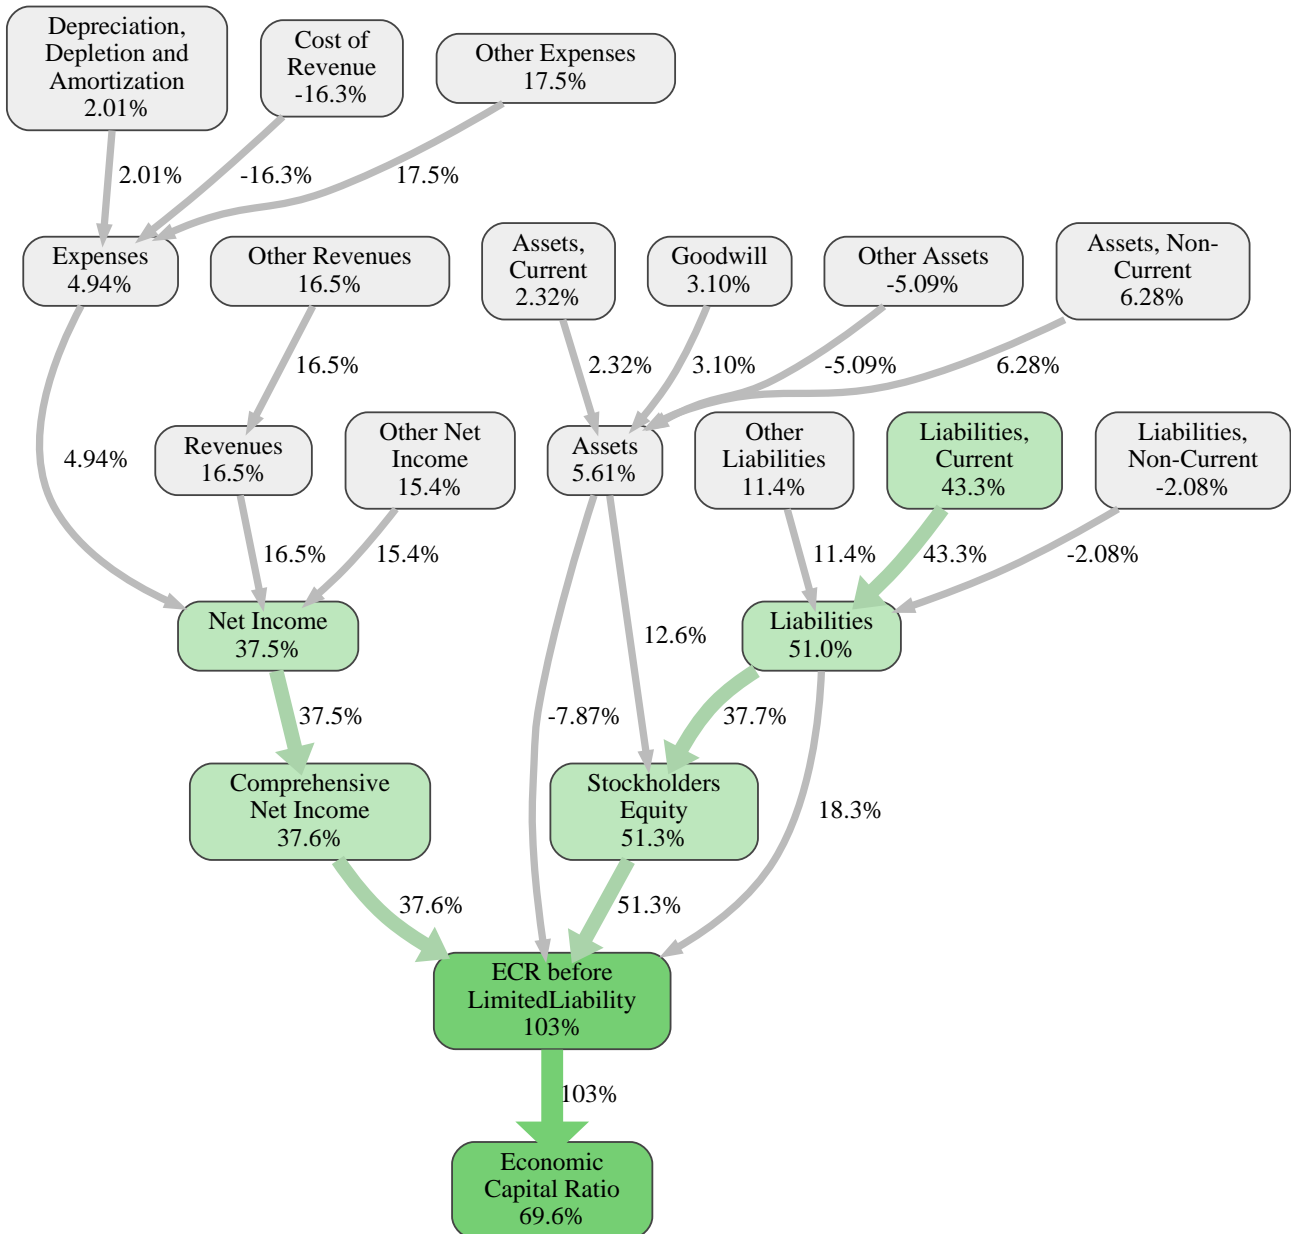 Depreciation,
Depletion and
Amortization
2.01%
Cost of
Revenue
-16.3%
Other Expenses
17.5%
2.01%
-16.3%
17.5%
Expenses
4.94%
Other Revenues
16.5%
Assets,
Current
2.32%
Goodwill
3.10%
Other Assets
-5.09%
Assets, Non-
Current
6.28%
16.5%
2.32%
3.10%
-5.09%
6.28%
4.94%
Revenues
16.5%
Other Net
Income
15.4%
Assets
5.61%
Other
Liabilities
11.4%
Liabilities,
Current
43.3%
Liabilities,
Non-Current
-2.08%
16.5%
15.4%
11.4%
43.3%
-2.08%
Net Income
37.5%
12.6%
Liabilities
51.0%
37.5%
-7.87%
37.7%
Comprehensive
Net Income
37.6%
Stockholders
Equity
51.3%
18.3%
37.6%
51.3%
ECR before
LimitedLiability
103%
103%
Economic
Capital Ratio
69.6%